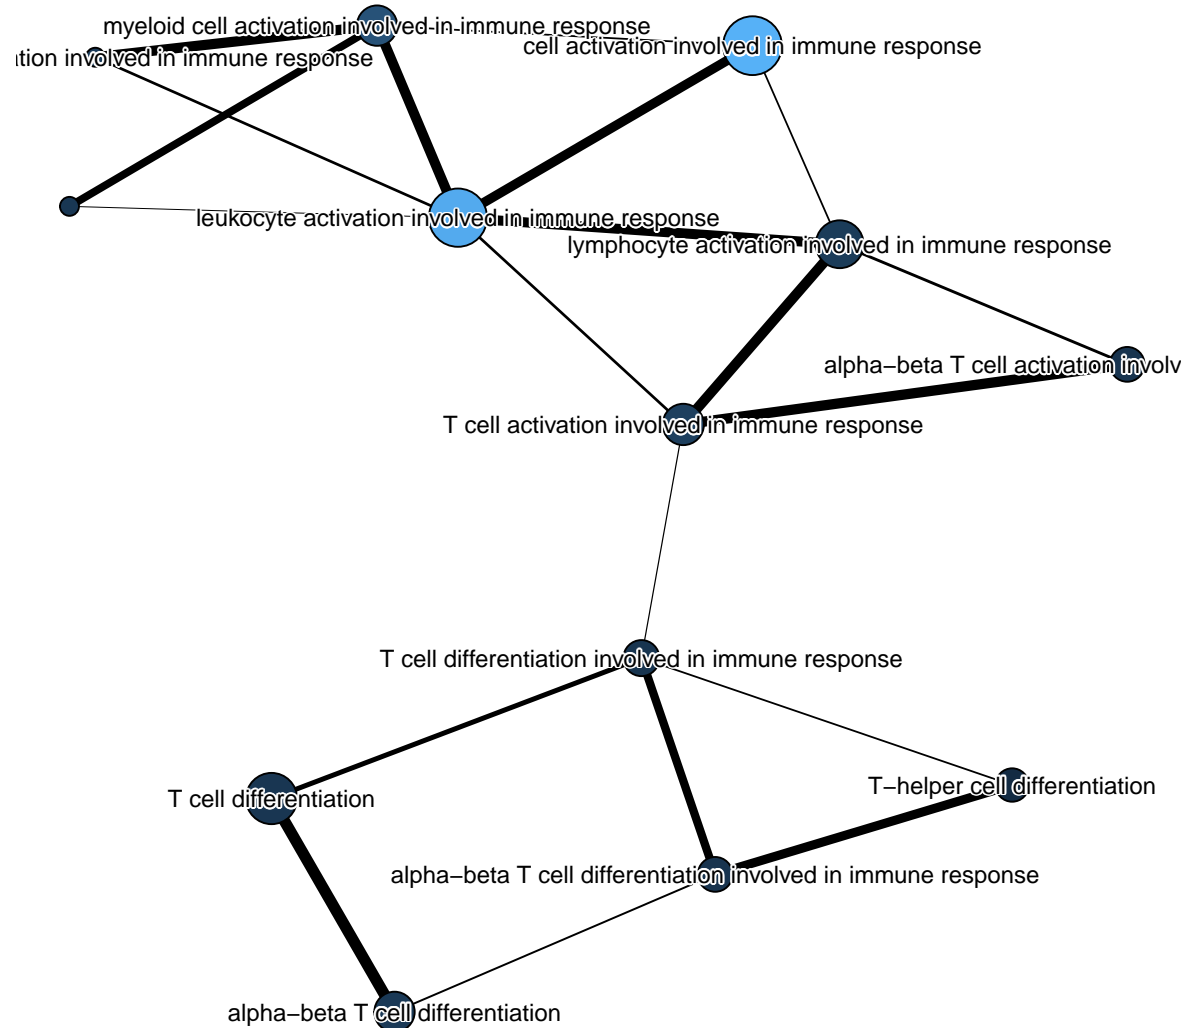 myeloid cell activation involved in immune response
cell activation involved in immune response
involved in immune response
leukocyte activation involved in immune response
lymphocyte activation involved in immune response
alpha−beta T cell activation
T cell activation involved in immune response
T cell differentiation involved in immune response
T−helper cell differentiation
T cell differentiation
alpha−beta T cell differentiation involved in immune response
alpha−beta T cell differentiation